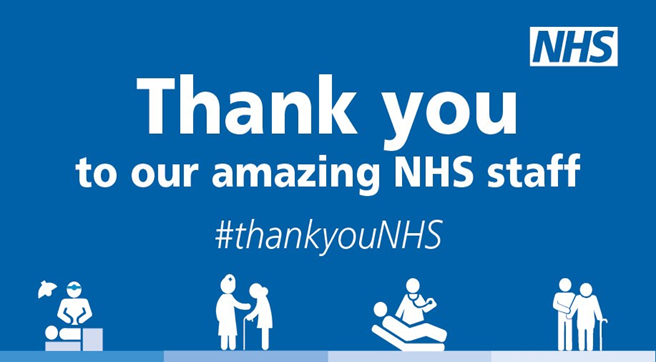 NHS
Thank you
to our amazing NHS staff
#thankyouNHS